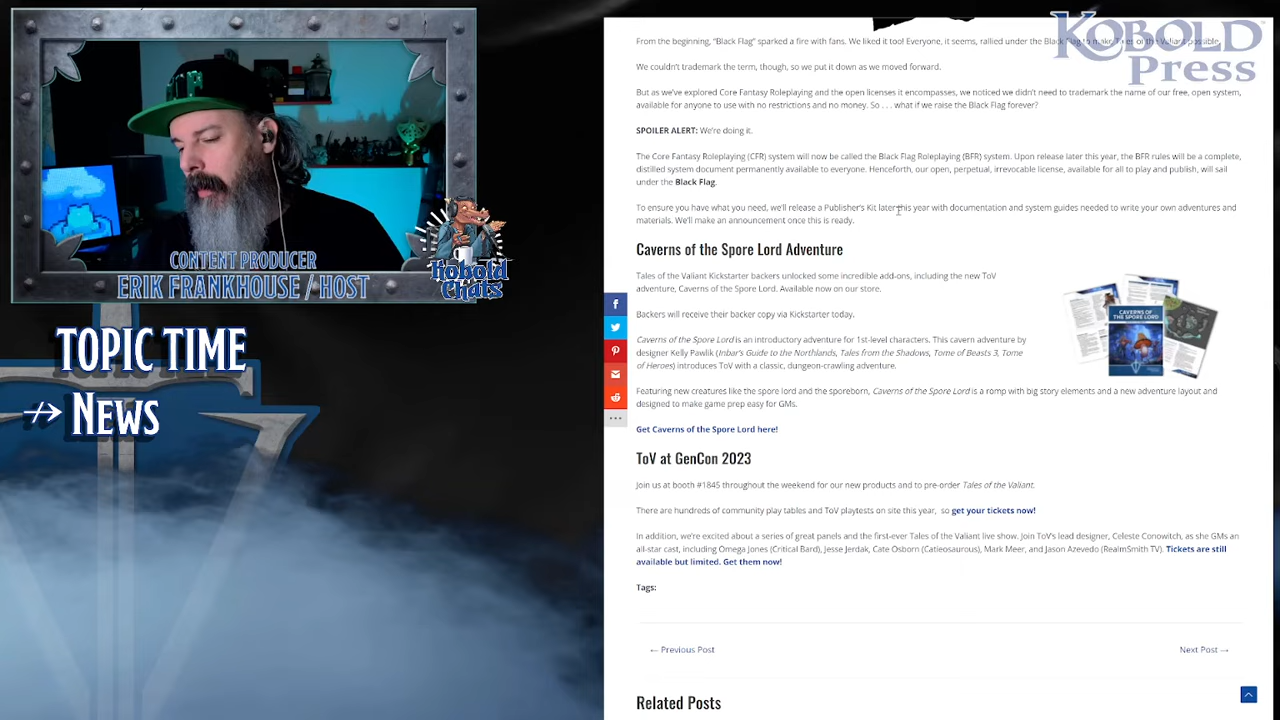 CONTENT PRODUCER
ERIK FRANKHOUSE / HOST
Kobold
Chats
TOPIC TIME
News
KOBOLD
Press
From the beginning, "Black Flag" sparked a fire with fans. We liked it too! Everyone, it seems, rallied under the Black Flag to make Tales of the Valiant possible.
We couldn't trademark the term, though, so we put it down as we moved forward.
But as we've explored Core Fantasy Roleplaying and the open licenses it encompasses, we noticed we didn't need to trademark the name of our free, open system,
available for anyone to use with no restrictions and no money. So . . . what if we raise the Black Flag forever?
SPOILER ALERT: We're doing it.
The Core Fantasy Roleplaying (CFR) system will now be called the Black Flag Roleplaying (BFR) system. Upon release later this year, the BFR rules will be a complete,
distilled system document permanently available to everyone. Henceforth, our open, perpetual, irrevocable license, available for all to play and publish, will sail
under the Black Flag.
To ensure you have what you need, we'll release a Publisher's Kit later this year with documentation and system guides needed to write your own adventures and
materials. We'll make an announcement once this is ready.
Caverns of the Spore Lord Adventure
Tales of the Valiant Kickstarter backers unlocked some incredible add-ons, including the new ToV
adventure, Caverns of the Spore Lord. Available now on our store.
Backers will receive their backer copy via Kickstarter today.
Caverns of the Spore Lord is an introductory adventure for 1st-level characters. This cavern adventure by
designer Kelly Pawlik (Inbar's Guide to the Northlands, Tales from the Shadows, Tome of Beasts 3, Tome
of Heroes) introduces ToV with a classic, dungeon-crawling adventure.
CAVERNS OF
THE SPORE LORD
Featuring new creatures like the spore lord and the sporeborn, Caverns of the Spore Lord is a romp with big story elements and a new adventure layout and
designed to make game prep easy for GMs.
Get Caverns of the Spore Lord here!
ToV at GenCon 2023
Join us at booth #1845 throughout the weekend for our new products and to pre-order Tales of the Valiant.
There are hundreds of community play tables and ToV playtests on site this year, so get your tickets now!
In addition, we're excited about a series of great panels and the first-ever Tales of the Valiant live show. Join ToV's lead designer, Celeste Conowitch, as she GMs an
all-star cast, including Omega Jones (Critical Bard), Jesse Jerdak, Cate Osborn (Catieosaurus), Mark Meer, and Jason Azevedo (RealmSmith TV). Tickets are still
available but limited. Get them now!
Tags:
← Previous Post
Next Post →
Related Posts